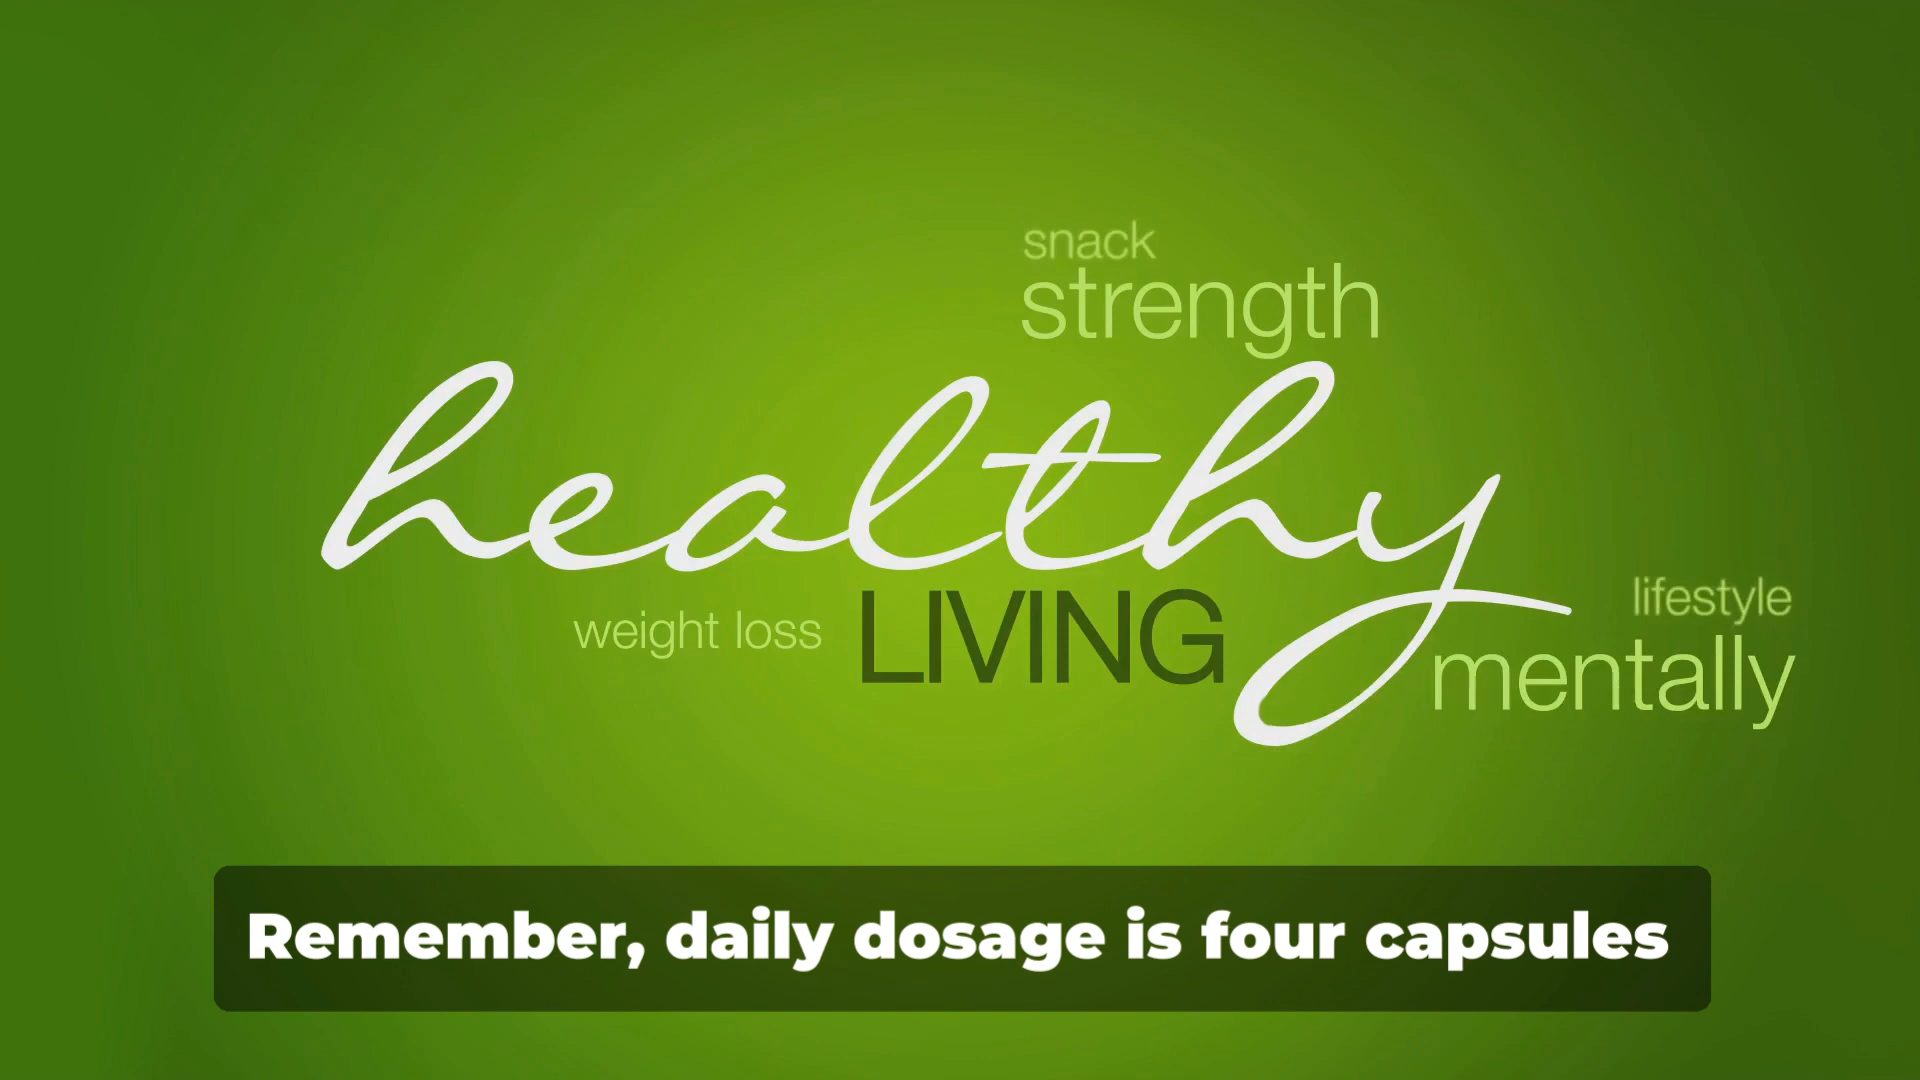 snack
strength
healthy
weight loss LIVING
lifestyle
mentally
Remember, daily dosage is four capsules